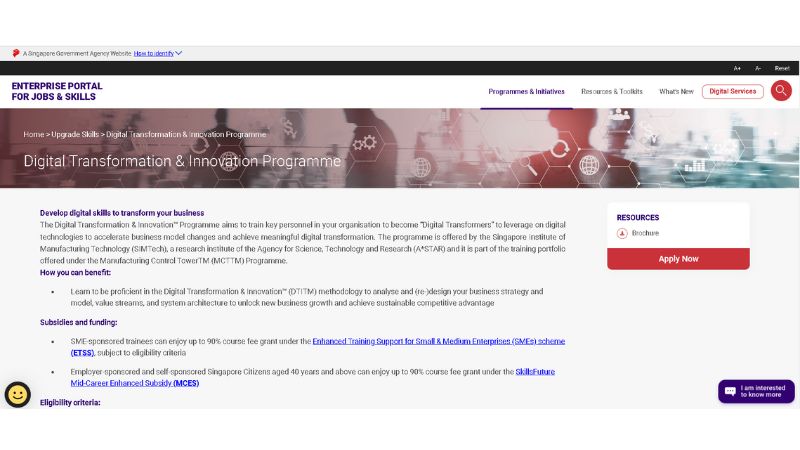 A Singapore Government Agency Website How to identify
A+ A- Reset
ENTERPRISE PORTAL
FOR JOBS & SKILLS
Programmes & Initiatives Resources & Toolkits What's New Digital Services
Home > Upgrade Skills > Digital Transformation & Innovation Programme
Digital Transformation & Innovation Programme
Develop digital skills to transform your business
The Digital Transformation & Innovation™ Programme aims to train key personnel in your organisation to become "Digital Transformers" to leverage on digital
technologies to accelerate business model changes and achieve meaningful digital transformation. The programme is offered by the Singapore Institute of
Manufacturing Technology (SIMTech), a research institute of the Agency for Science, Technology and Research (A*STAR) and it is part of the training portfolio
offered under the Manufacturing Control TowerTM (MCTTM) Programme.
How you can benefit:
• Learn to be proficient in the Digital Transformation & Innovation™ (DTITM) methodology to analyse and (re-)design your business strategy and
model, value streams, and system architecture to unlock new business growth and achieve sustainable competitive advantage
Subsidies and funding:
• SME-sponsored trainees can enjoy up to 90% course fee grant under the Enhanced Training Support for Small & Medium Enterprises (SMEs) scheme
(ETSS), subject to eligibility criteria
• Employer-sponsored and self-sponsored Singapore Citizens aged 40 years and above can enjoy up to 90% course fee grant under the SkillsFuture
Mid-Career Enhanced Subsidy (MCES)
Eligibility criteria:
RESOURCES
Brochure
Apply Now
I am interested
to know more